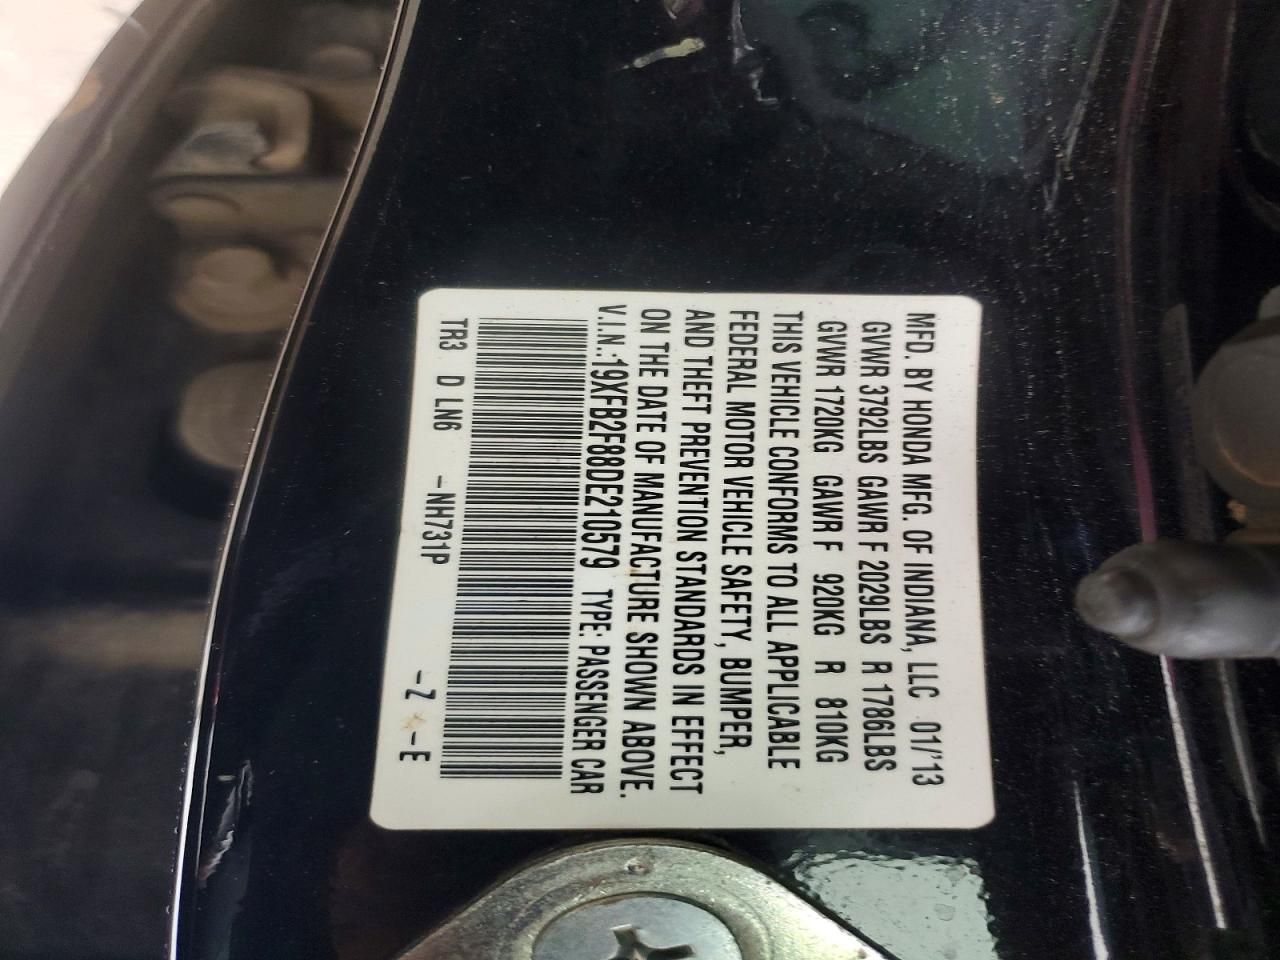 MFD. BY HONDA MFG. OF INDIANA, LLC 01/'13
GVWR 3792LBS GAWR F 2029LBS R 1786LBS
GVWR 1720KG GAWR F 920KG R 810KG
THIS VEHICLE CONFORMS TO ALL APPLICABLE
FEDERAL MOTOR VEHICLE SAFETY, BUMPER,
AND THEFT PREVENTION STANDARDS IN EFFECT
ON THE DATE OF MANUFACTURE SHOWN ABOVE.
V.I.N.:19XFB2F88DE210579 TYPE: PASSENGER CAR
TR3 D LN6 -NH731P -Z -E